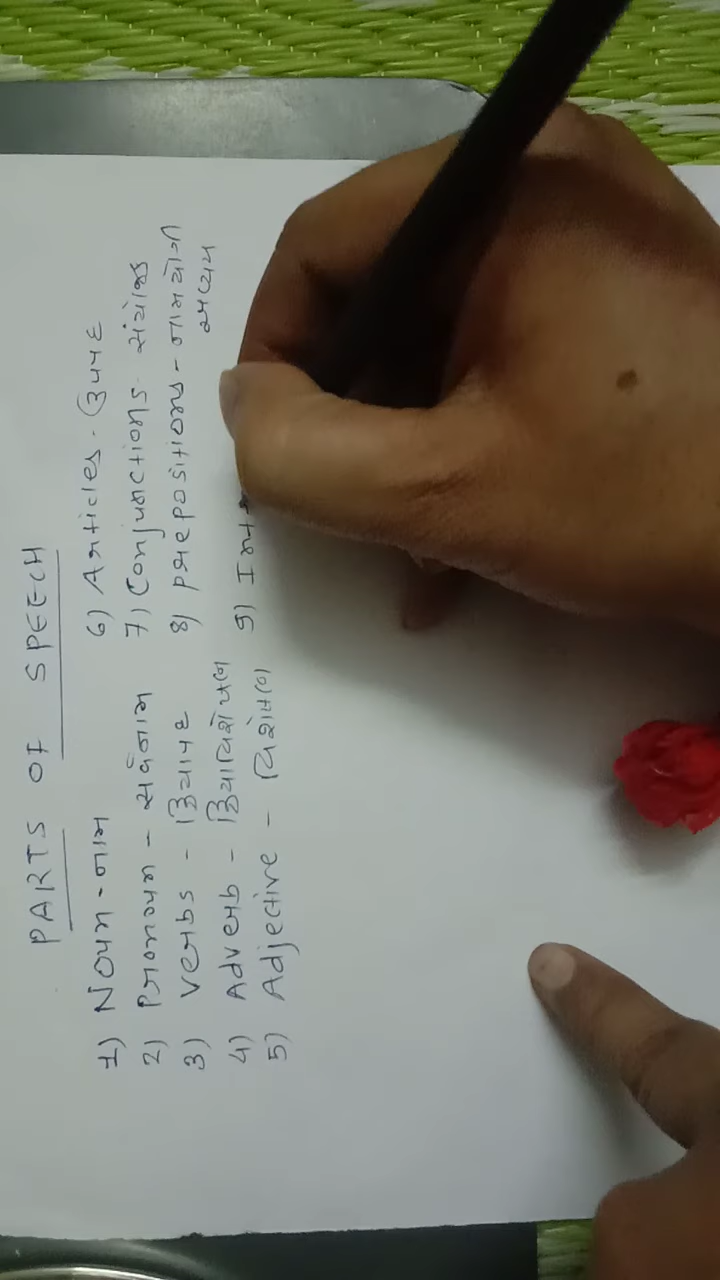 PARTS OF SPEECH
1) Noun - નામ
2) Pronoun - સર્વનામ
3) Verbs - ક્રિયાપદ
4) Adverb - ક્રિયાવિશેષણ
5) Adjective - વિશેષણ
6) Articles - ઉપપદ
7) Conjunctions - સંયોજક
8) Prepositions - નામયોગી
અવ્યય
9) Int